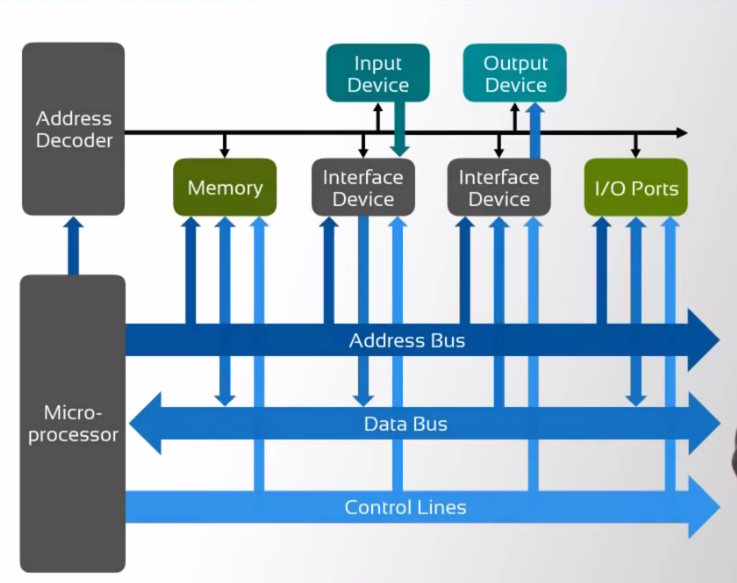 Address
Decoder
Input
Device
Output
Device
Memory
Interface
Device
Interface
Device
I/O Ports
Micro-
processor
Address Bus
Data Bus
Control Lines